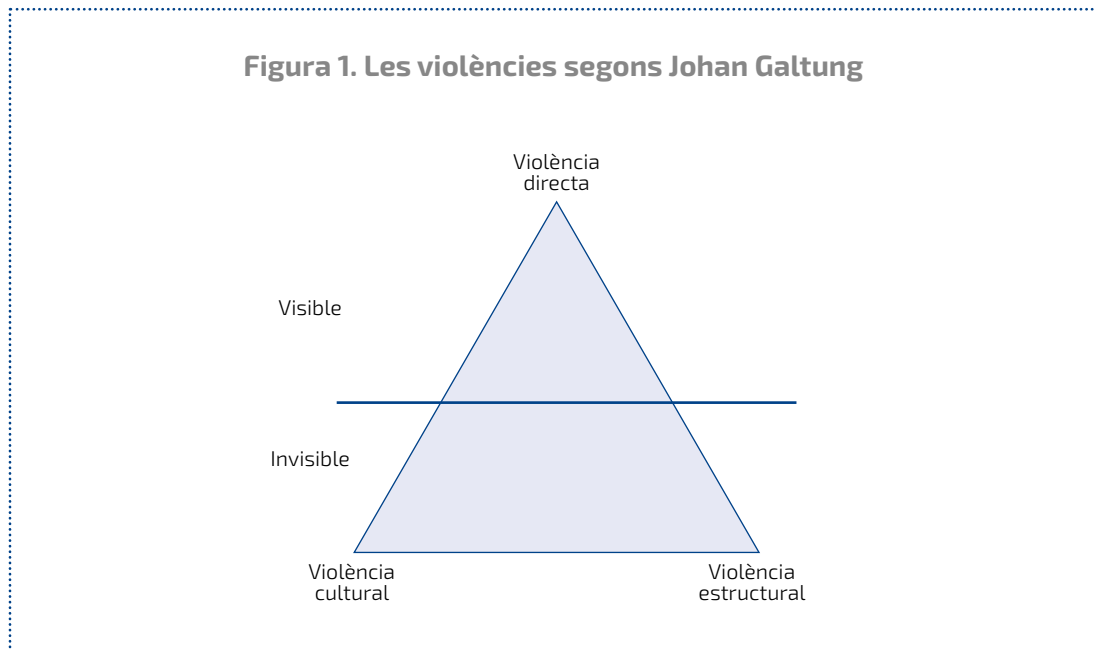 Figura 1. Les violències segons Johan Galtung
Violència
directa
Visible
Invisible
Violència
cultural
Violència
estructural